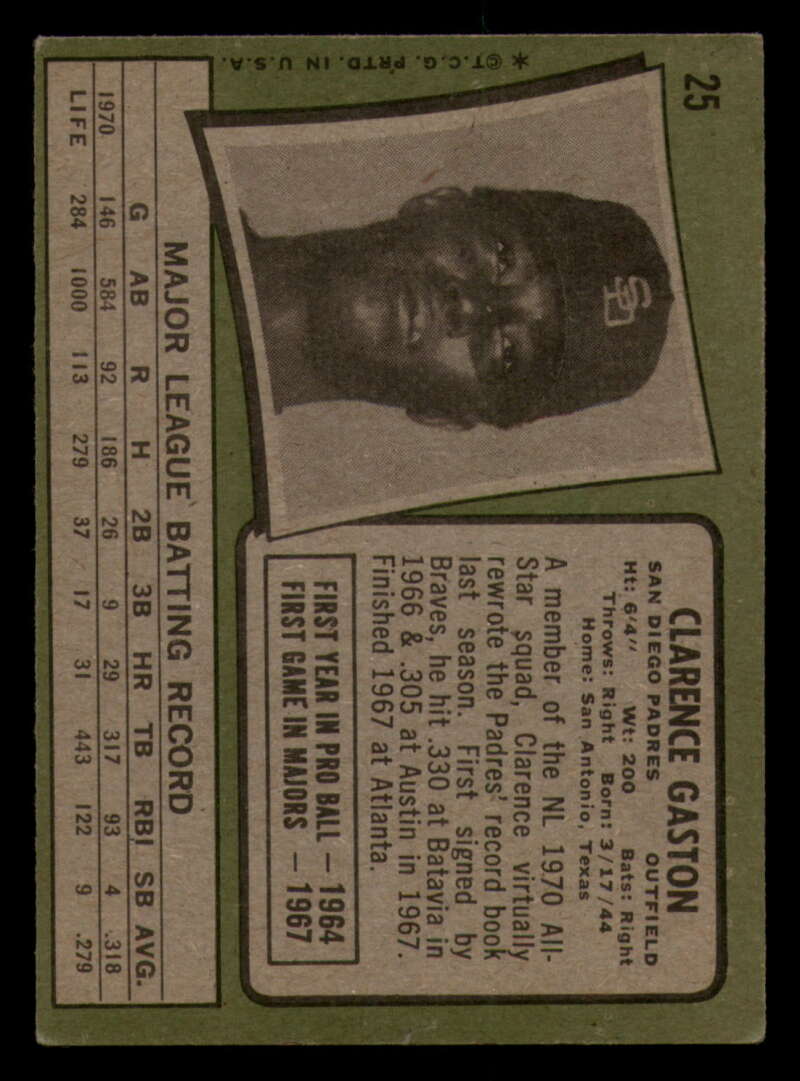 25
✶ ©T.C.G. PRTD. IN U.S.A.
SD
CLARENCE GASTON
SAN DIEGO PADRES OUTFIELD
Ht: 6'4" Wt: 200 Bats: Right
Throws: Right Born: 3/17/44
Home: San Antonio, Texas
A member of the NL 1970 All-
Star squad, Clarence virtually
rewrote the Padres' record book
last season. First signed by
Braves, he hit .330 at Batavia in
1966 & .305 at Austin in 1967.
Finished 1967 at Atlanta.
FIRST YEAR IN PRO BALL — 1964
FIRST GAME IN MAJORS — 1967
MAJOR LEAGUE BATTING RECORD
G AB R H 2B 3B HR TB RBI SB AVG.
1970 146 584 92 186 26 9 29 317 93 4 .318
LIFE 284 1000 113 279 37 17 31 443 122 9 .279